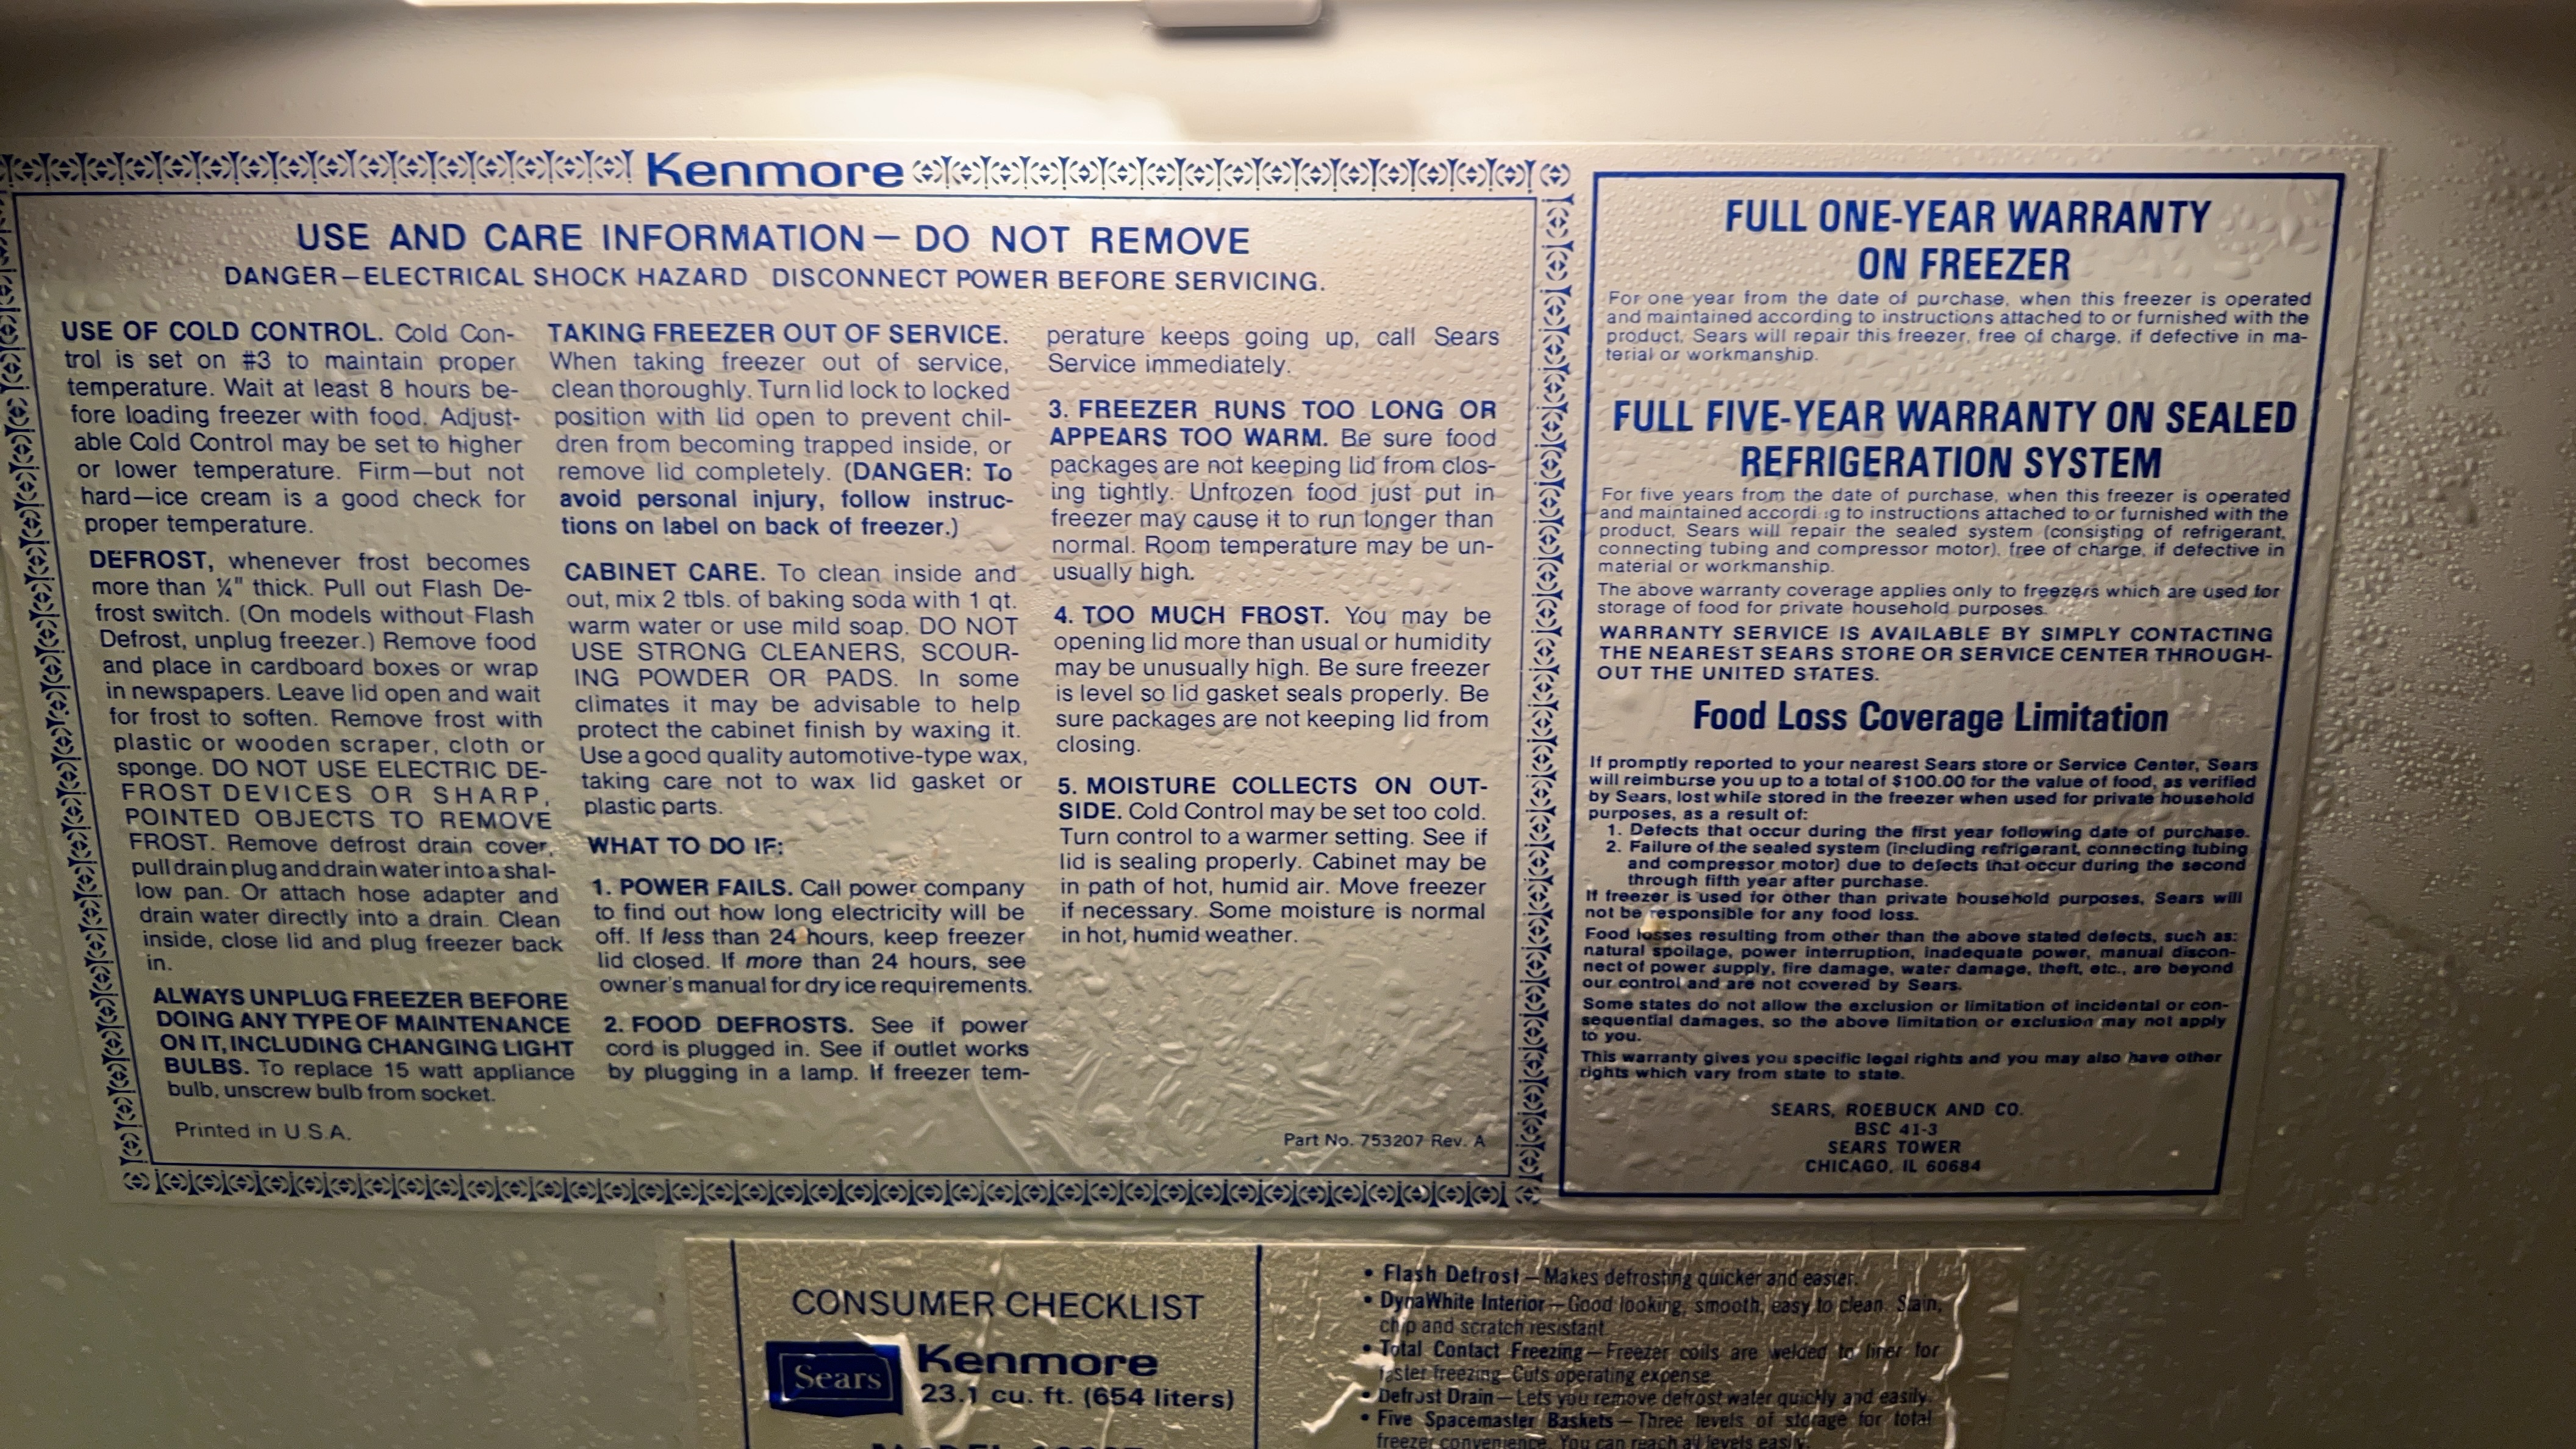 Kenmore
USE AND CARE INFORMATION — DO NOT REMOVE
DANGER—ELECTRICAL SHOCK HAZARD DISCONNECT POWER BEFORE SERVICING.
USE OF COLD CONTROL. Cold Con-
trol is set on #3 to maintain proper
temperature. Wait at least 8 hours be-
fore loading freezer with food. Adjust-
able Cold Control may be set to higher
or lower temperature. Firm—but not
hard—ice cream is a good check for
proper temperature.
DEFROST, whenever frost becomes
more than ¼" thick. Pull out Flash De-
frost switch. (On models without Flash
Defrost, unplug freezer.) Remove food
and place in cardboard boxes or wrap
in newspapers. Leave lid open and wait
for frost to soften. Remove frost with
plastic or wooden scraper, cloth or
sponge. DO NOT USE ELECTRIC DE-
FROST DEVICES OR SHARP,
POINTED OBJECTS TO REMOVE
FROST. Remove defrost drain cover,
pull drain plug and drain water into a shal-
low pan. Or attach hose adapter and
drain water directly into a drain. Clean
inside, close lid and plug freezer back
in.
ALWAYS UNPLUG FREEZER BEFORE
DOING ANY TYPE OF MAINTENANCE
ON IT, INCLUDING CHANGING LIGHT
BULBS. To replace 15 watt appliance
bulb, unscrew bulb from socket.
Printed in U.S.A.
TAKING FREEZER OUT OF SERVICE.
When taking freezer out of service,
clean thoroughly. Turn lid lock to locked
position with lid open to prevent chil-
dren from becoming trapped inside, or
remove lid completely. (DANGER: To
avoid personal injury, follow instruc-
tions on label on back of freezer.)
CABINET CARE. To clean inside and
out, mix 2 tbls. of baking soda with 1 qt.
warm water or use mild soap. DO NOT
USE STRONG CLEANERS, SCOUR-
ING POWDER OR PADS. In some
climates it may be advisable to help
protect the cabinet finish by waxing it.
Use a good quality automotive-type wax,
taking care not to wax lid gasket or
plastic parts.
WHAT TO DO IF:
1. POWER FAILS. Call power company
to find out how long electricity will be
off. If less than 24 hours, keep freezer
lid closed. If more than 24 hours, see
owner's manual for dry ice requirements.
2. FOOD DEFROSTS. See if power
cord is plugged in. See if outlet works
by plugging in a lamp. If freezer tem-
perature keeps going up, call Sears
Service immediately.
3. FREEZER RUNS TOO LONG OR
APPEARS TOO WARM. Be sure food
packages are not keeping lid from clos-
ing tightly. Unfrozen food just put in
freezer may cause it to run longer than
normal. Room temperature may be un-
usually high.
4. TOO MUCH FROST. You may be
opening lid more than usual or humidity
may be unusually high. Be sure freezer
is level so lid gasket seals properly. Be
sure packages are not keeping lid from
closing.
5. MOISTURE COLLECTS ON OUT-
SIDE. Cold Control may be set too cold.
Turn control to a warmer setting. See if
lid is sealing properly. Cabinet may be
in path of hot, humid air. Move freezer
if necessary. Some moisture is normal
in hot, humid weather.
Part No. 753207 Rev. A
FULL ONE-YEAR WARRANTY
ON FREEZER
For one year from the date of purchase, when this freezer is operated
and maintained according to instructions attached to or furnished with the
product, Sears will repair this freezer, free of charge, if defective in ma-
terial or workmanship.
FULL FIVE-YEAR WARRANTY ON SEALED
REFRIGERATION SYSTEM
For five years from the date of purchase, when this freezer is operated
and maintained according to instructions attached to or furnished with the
product, Sears will repair the sealed system (consisting of refrigerant,
connecting tubing and compressor motor), free of charge, if defective in
material or workmanship.
The above warranty coverage applies only to freezers which are used for
storage of food for private household purposes.
WARRANTY SERVICE IS AVAILABLE BY SIMPLY CONTACTING
THE NEAREST SEARS STORE OR SERVICE CENTER THROUGH-
OUT THE UNITED STATES.
Food Loss Coverage Limitation
If promptly reported to your nearest Sears store or Service Center, Sears
will reimburse you up to a total of $100.00 for the value of food, as verified
by Sears, lost while stored in the freezer when used for private household
purposes, as a result of:
1. Defects that occur during the first year following date of purchase.
2. Failure of the sealed system (including refrigerant, connecting tubing
and compressor motor) due to defects that occur during the second
through fifth year after purchase.
If freezer is used for other than private household purposes, Sears will
not be responsible for any food loss.
Food losses resulting from other than the above stated defects, such as:
natural spoilage, power interruption, inadequate power, manual discon-
nect of power supply, fire damage, water damage, theft, etc., are beyond
our control and are not covered by Sears.
Some states do not allow the exclusion or limitation of incidental or con-
sequential damages, so the above limitation or exclusion may not apply
to you.
This warranty gives you specific legal rights and you may also have other
rights which vary from state to state.
SEARS, ROEBUCK AND CO.
BSC 41-3
SEARS TOWER
CHICAGO, IL 60684
CONSUMER CHECKLIST
Sears
Kenmore
23.1 cu. ft. (654 liters)
• Flash Defrost—Makes defrosting quicker and easier.
• DynaWhite Interior—Good looking, smooth, easy to clean. Stain,
chip and scratch resistant.
• Total Contact Freezing—Freezer coils are welded to liner for
faster freezing. Cuts operating expense.
• Defrost Drain—Lets you remove defrost water quickly and easily.
• Five Spacemaster Baskets—Three levels of storage for total
freezer convenience. You can reach all levels easily.